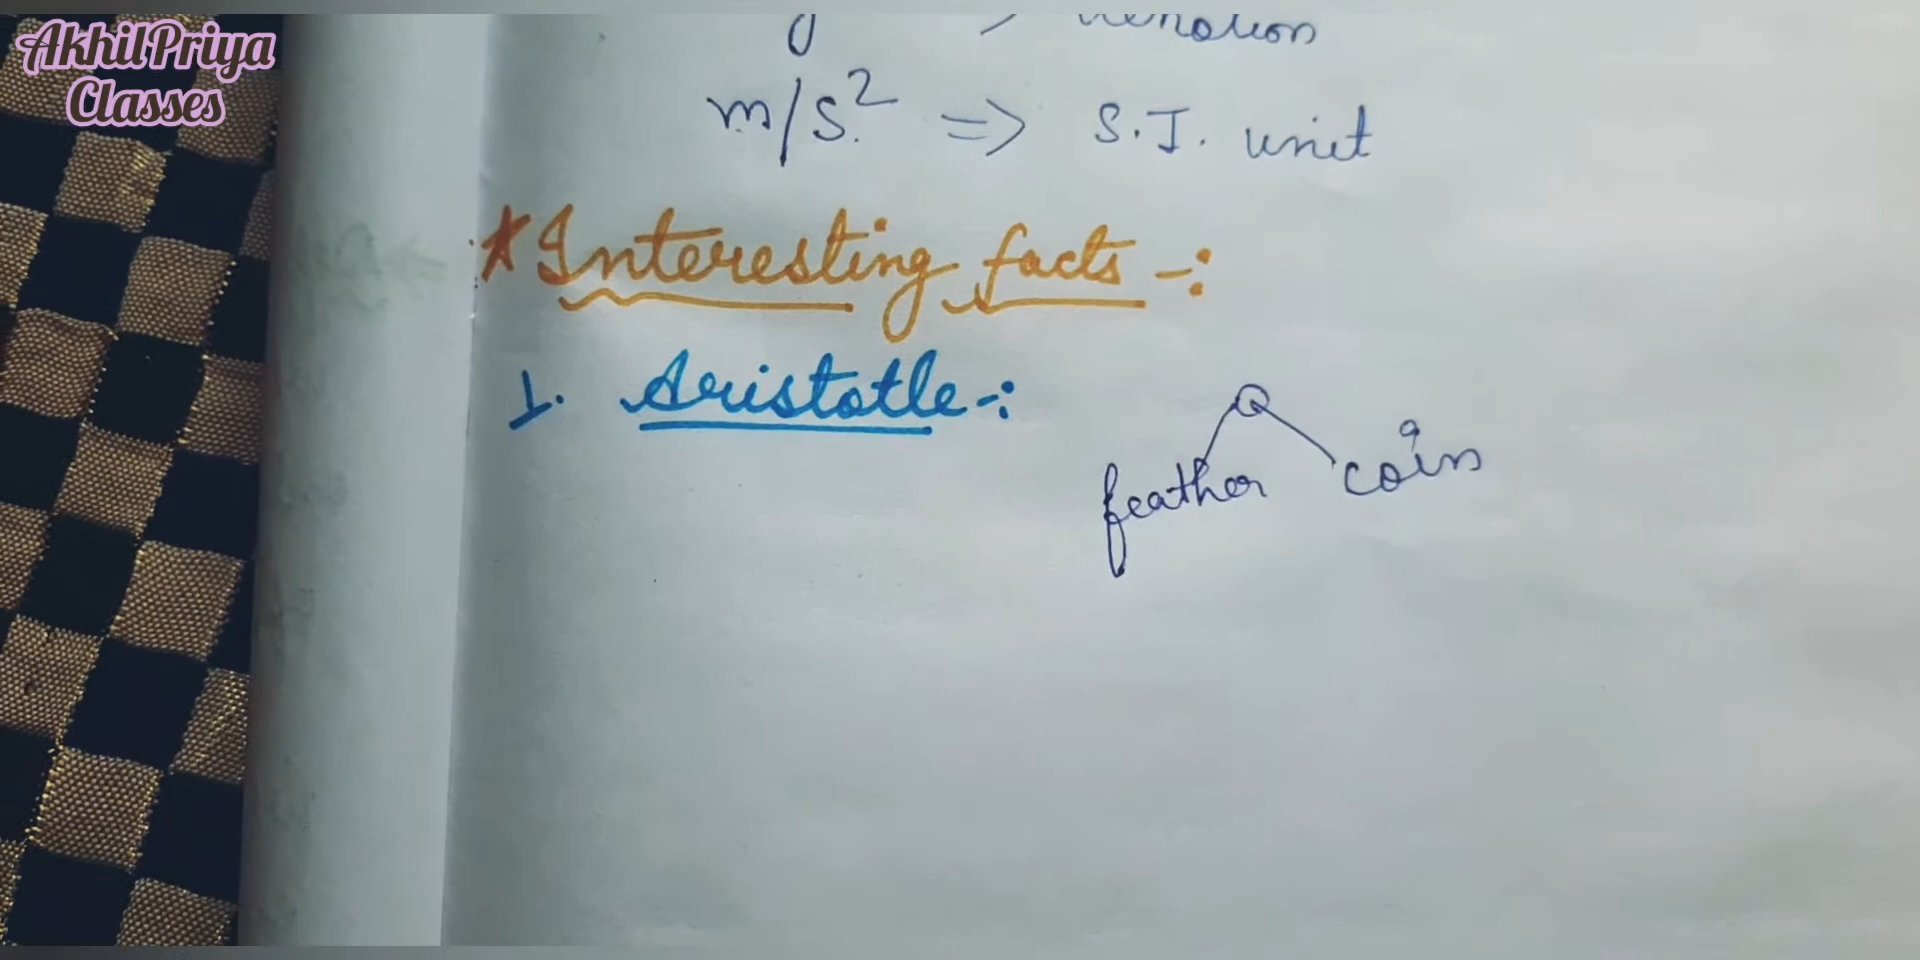 AkhilPriya
Classes
m/s² => S.I. unit
* Interesting facts -:
1. Aristotle -:
feather coin